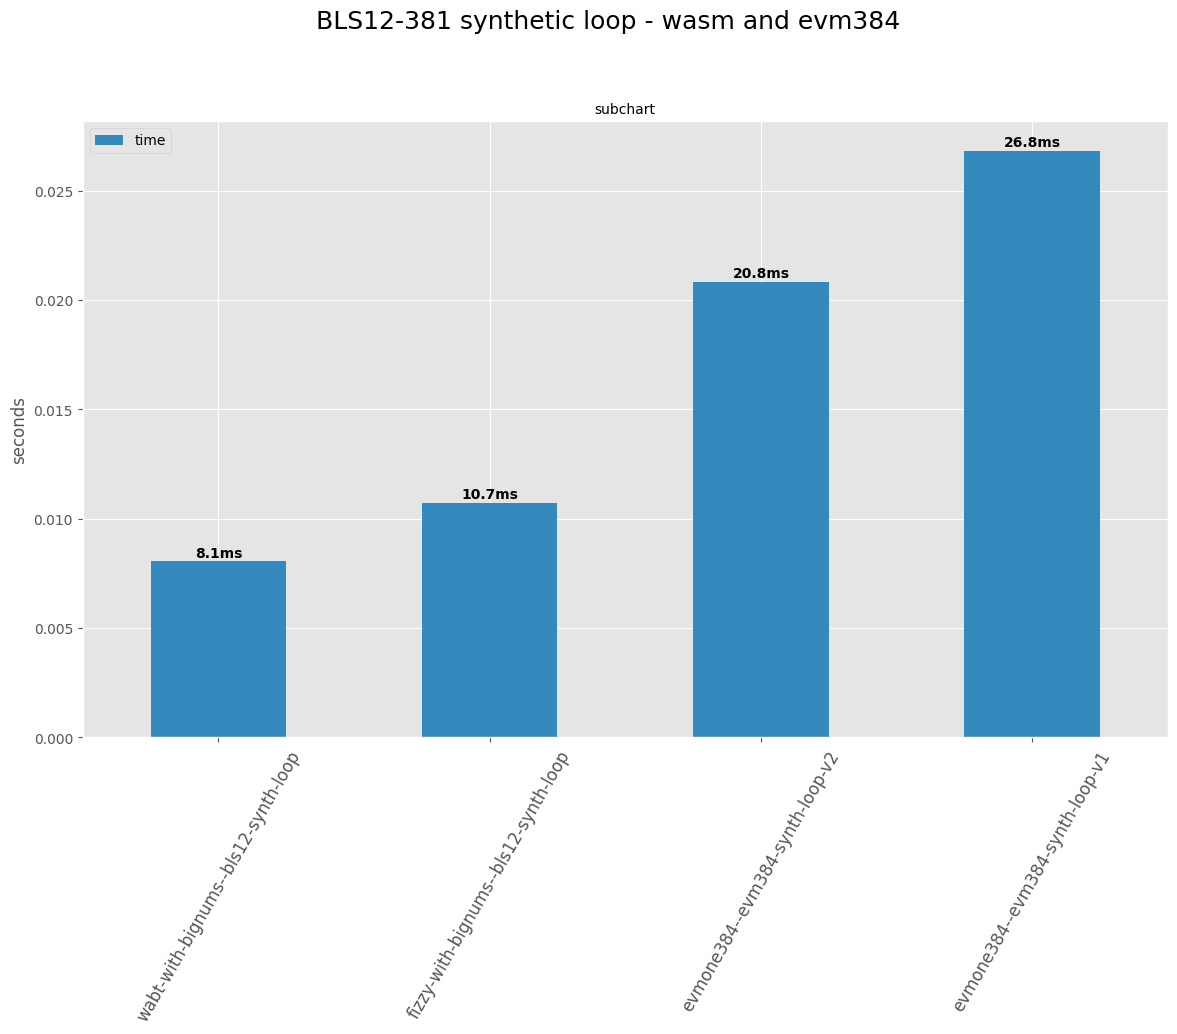 BLS12-381 synthetic loop - wasm and evm384
subchart
time
26.8ms
20.8ms
10.7ms
8.1ms
0.025
0.020
0.015
0.010
0.005
0.000
seconds
wabt-with-bignums--bls12-synth-loop
fizzy-with-bignums--bls12-synth-loop
evmone384--evm384-synth-loop-v2
evmone384--evm384-synth-loop-v1